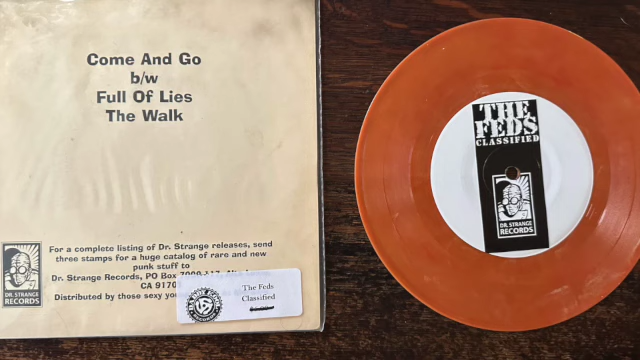 Come And Go
b/w
Full Of Lies
The Walk
For a complete listing of Dr. Strange releases, send
three stamps for a huge catalog of rare and new
punk stuff to
Dr. Strange Records, PO Box
CA 9170
Distributed by those sexy
DR. STRANGE
RECORDS
The Feds
Classified
THE
FEDS
CLASSIFIED
DR. STRANGE
RECORDS